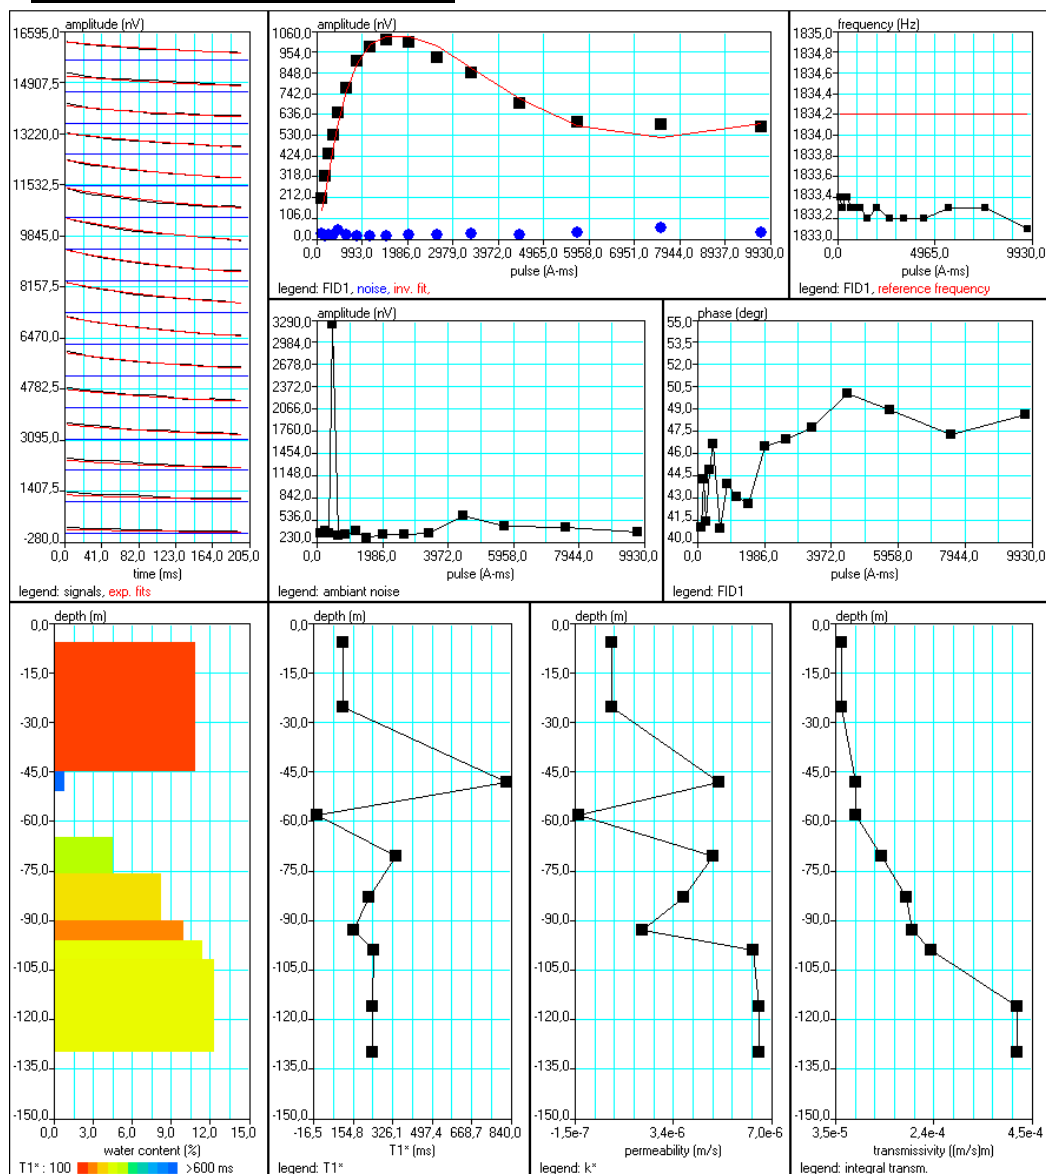 amplitude (nV)
16595,0
14907,5
13220,0
11532,5
9845,0
8157,5
6470,0
4782,5
3095,0
1407,5
-280,0
0,0 41,0 82,0 123,0 164,0 205,0
time (ms)
legend: signals, exp. fits
amplitude (nV)
1060,0
954,0
848,0
742,0
636,0
530,0
424,0
318,0
212,0
106,0
0,0
0,0 993,0 1986,0 2979,0 3972,0 4965,0 5958,0 6951,0 7944,0 8937,0 9930,0
pulse (A-ms)
legend: FID1, noise, inv. fit,
frequency (Hz)
1835,0
1834,8
1834,6
1834,4
1834,2
1834,0
1833,8
1833,6
1833,4
1833,2
1833,0
0,0 4965,0 9930,0
pulse (A-ms)
legend: FID1, reference frequency
amplitude (nV)
3290,0
2984,0
2678,0
2372,0
2066,0
1760,0
1454,0
1148,0
842,0
536,0
230,0
0,0 1986,0 3972,0 5958,0 7944,0 9930,0
pulse (A-ms)
legend: ambiant noise
phase (degr)
55,0
53,5
52,0
50,5
49,0
47,5
46,0
44,5
43,0
41,5
40,0
0,0 1986,0 3972,0 5958,0 7944,0 9930,0
pulse (A-ms)
legend: FID1
depth (m)
0,0
-15,0
-30,0
-45,0
-60,0
-75,0
-90,0
-105,0
-120,0
-135,0
-150,0
0,0 3,0 6,0 9,0 12,0 15,0
water content (%)
T1* : 100 >600 ms
depth (m)
0,0
-15,0
-30,0
-45,0
-60,0
-75,0
-90,0
-105,0
-120,0
-135,0
-150,0
-16,5 154,8 326,1 497,4 668,7 840,0
T1* (ms)
legend: T1*
depth (m)
0,0
-15,0
-30,0
-45,0
-60,0
-75,0
-90,0
-105,0
-120,0
-135,0
-150,0
-1.5e-7 3.4e-6 7.0e-6
permeability (m/s)
legend: k*
depth (m)
0,0
-15,0
-30,0
-45,0
-60,0
-75,0
-90,0
-105,0
-120,0
-135,0
-150,0
3.5e-5 2.4e-4 4.5e-4
transmissivity ((m/s)m)
legend: integral transm.